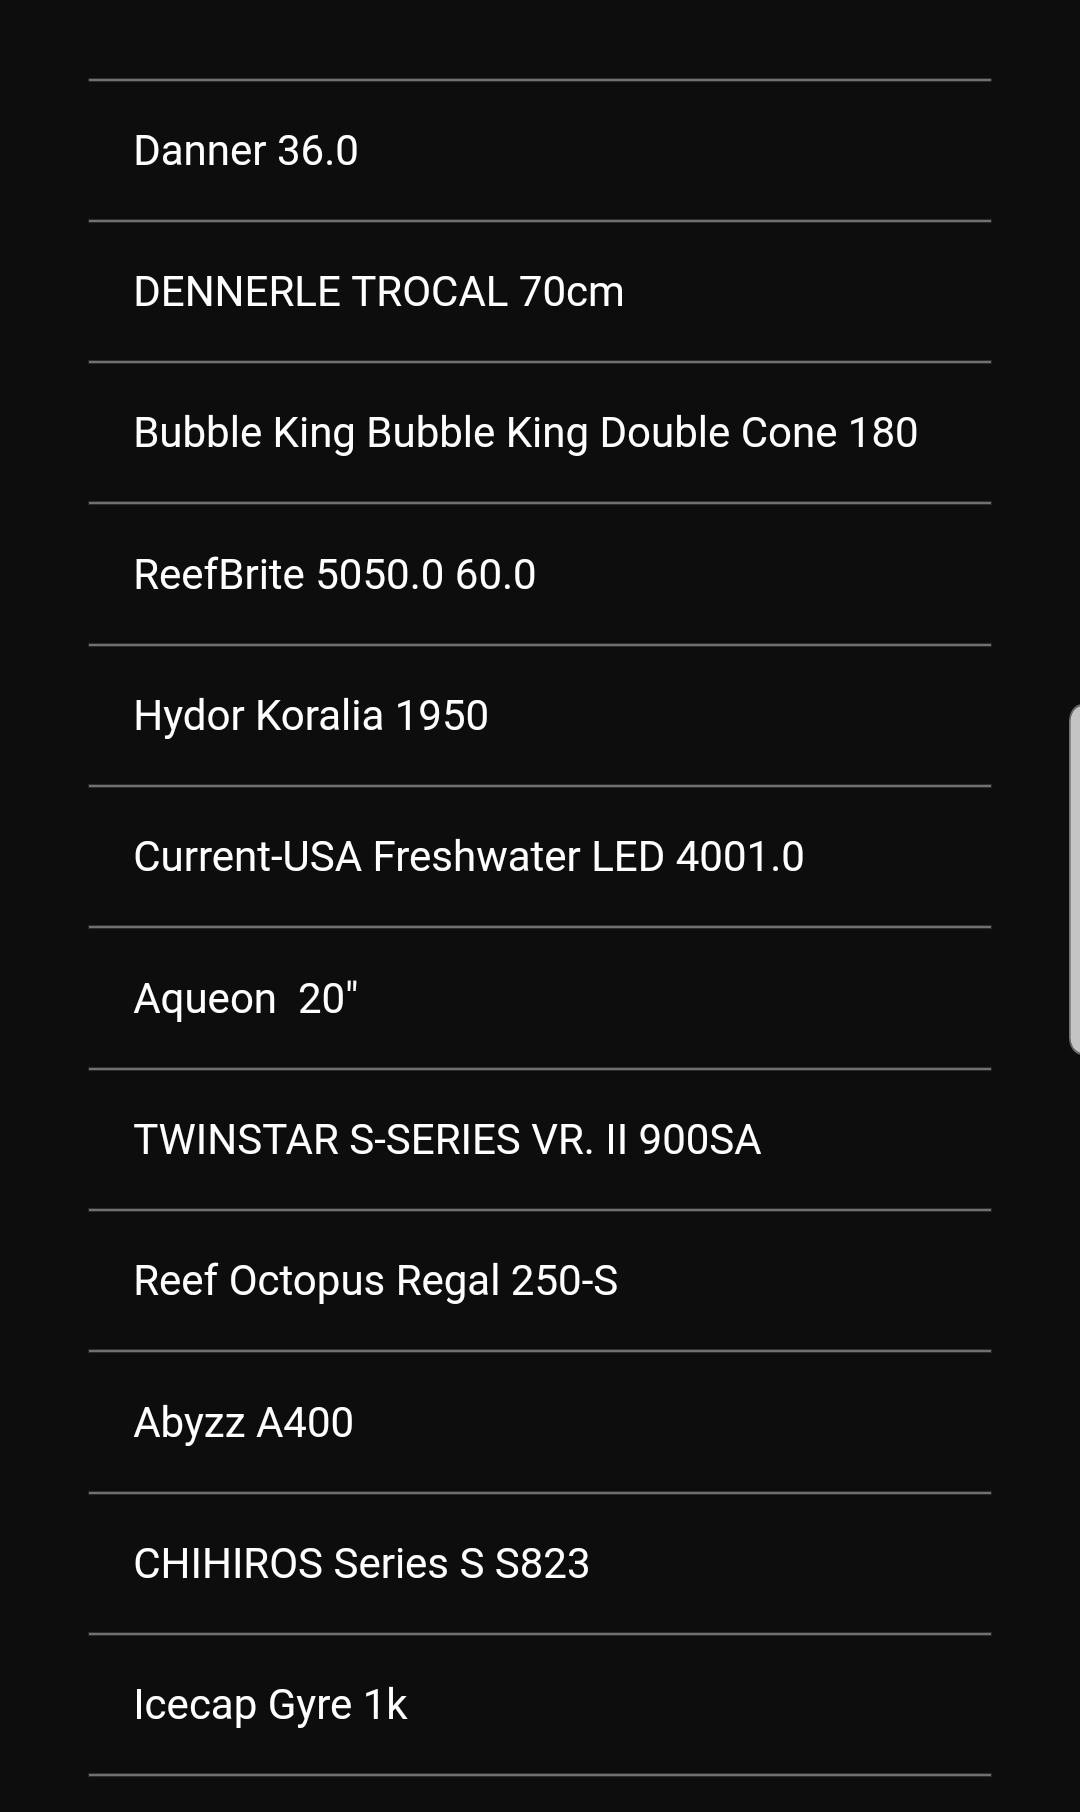 Danner 36.0
DENNERLE TROCAL 70cm
Bubble King Bubble King Double Cone 180
ReefBrite 5050.0 60.0
Hydor Koralia 1950
Current-USA Freshwater LED 4001.0
Aqueon  20"
TWINSTAR S-SERIES VR. II 900SA
Reef Octopus Regal 250-S
Abyzz A400
CHIHIROS Series S S823
Icecap Gyre 1k